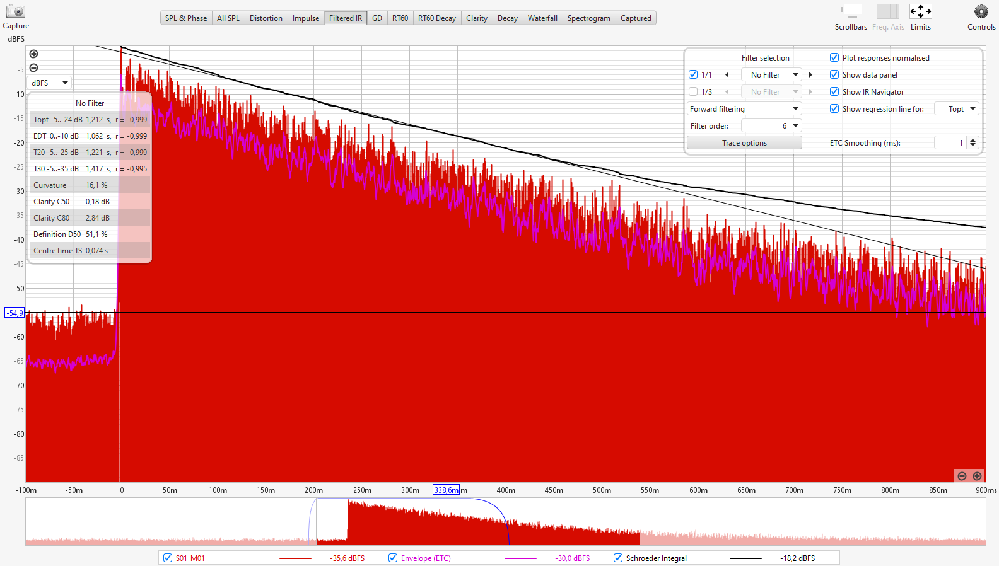 Capture
SPL & Phase All SPL Distortion Impulse Filtered IR GD RT60 RT60 Decay Clarity Decay Waterfall Spectrogram Captured
Scrollbars Freq. Axis Limits Controls
dBFS
dBFS
No Filter
Topt -5..-24 dB 1,212 s, r = -0,999
EDT 0..-10 dB 1,062 s, r = -0,999
T20 -5..-25 dB 1,221 s, r = -0,999
T30 -5..-35 dB 1,417 s, r = -0,995
Curvature 16,1 %
Clarity C50 0,18 dB
Clarity C80 2,84 dB
Definition D50 51,1 %
Centre time TS 0,074 s
Filter selection
1/1 No Filter
1/3 No Filter
Forward filtering
Filter order: 6
Trace options
Plot responses normalised
Show data panel
Show IR Navigator
Show regression line for: Topt
ETC Smoothing (ms): 1
-5
-10
-15
-20
-25
-30
-35
-40
-45
-50
-54,9
-60
-65
-70
-75
-80
-85
-100m -50m 0 50m 100m 150m 200m 250m 300m 338,6m 400m 450m 500m 550m 600m 650m 700m 750m 800m 850m 900ms
S01_M01 -35,6 dBFS Envelope (ETC) -30,0 dBFS Schroeder Integral -18,2 dBFS